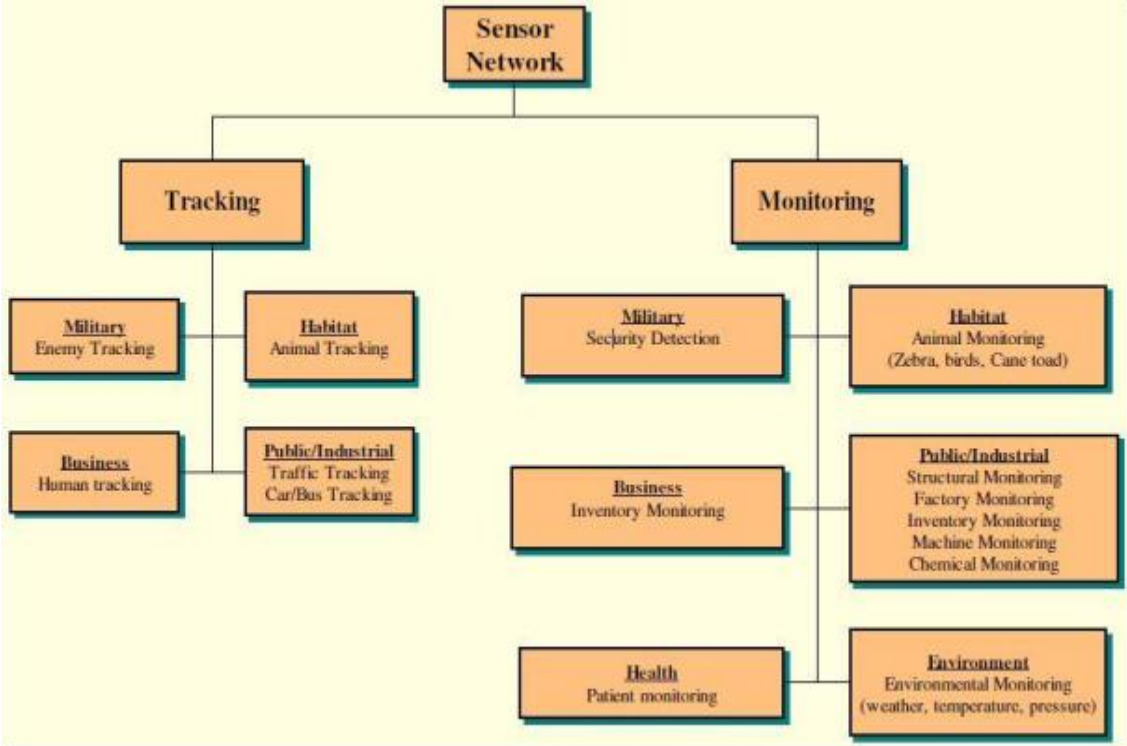 Sensor
Network
Tracking
Monitoring
Military
Enemy Tracking
Habitat
Animal Tracking
Business
Human tracking
Public/Industrial
Traffic Tracking
Car/Bus Tracking
Military
Security Detection
Habitat
Animal Monitoring
(Zebra, birds, Cane toad)
Business
Inventory Monitoring
Public/Industrial
Structural Monitoring
Factory Monitoring
Inventory Monitoring
Machine Monitoring
Chemical Monitoring
Health
Patient monitoring
Environment
Environmental Monitoring
(weather, temperature, pressure)